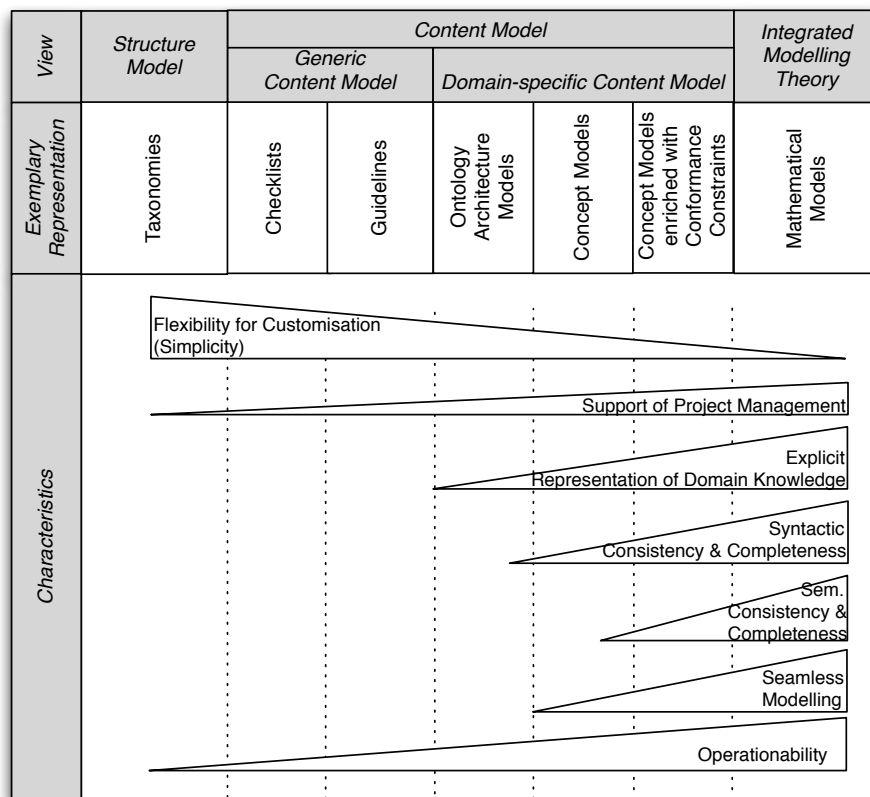 View
Structure
Model
Content Model
Generic
Content Model
Domain-specific Content Model
Integrated
Modelling
Theory
Exemplary
Representation
Taxonomies
Checklists
Guidelines
Ontology
Architecture
Models
Concept Models
Concept Models
enriched with
Conformance
Constraints
Mathematical
Models
Characteristics
Flexibility for Customisation
(Simplicity)
Support of Project Management
Explicit
Representation of Domain Knowledge
Syntactic
Consistency & Completeness
Sem.
Consistency &
Completeness
Seamless
Modelling
Operationability